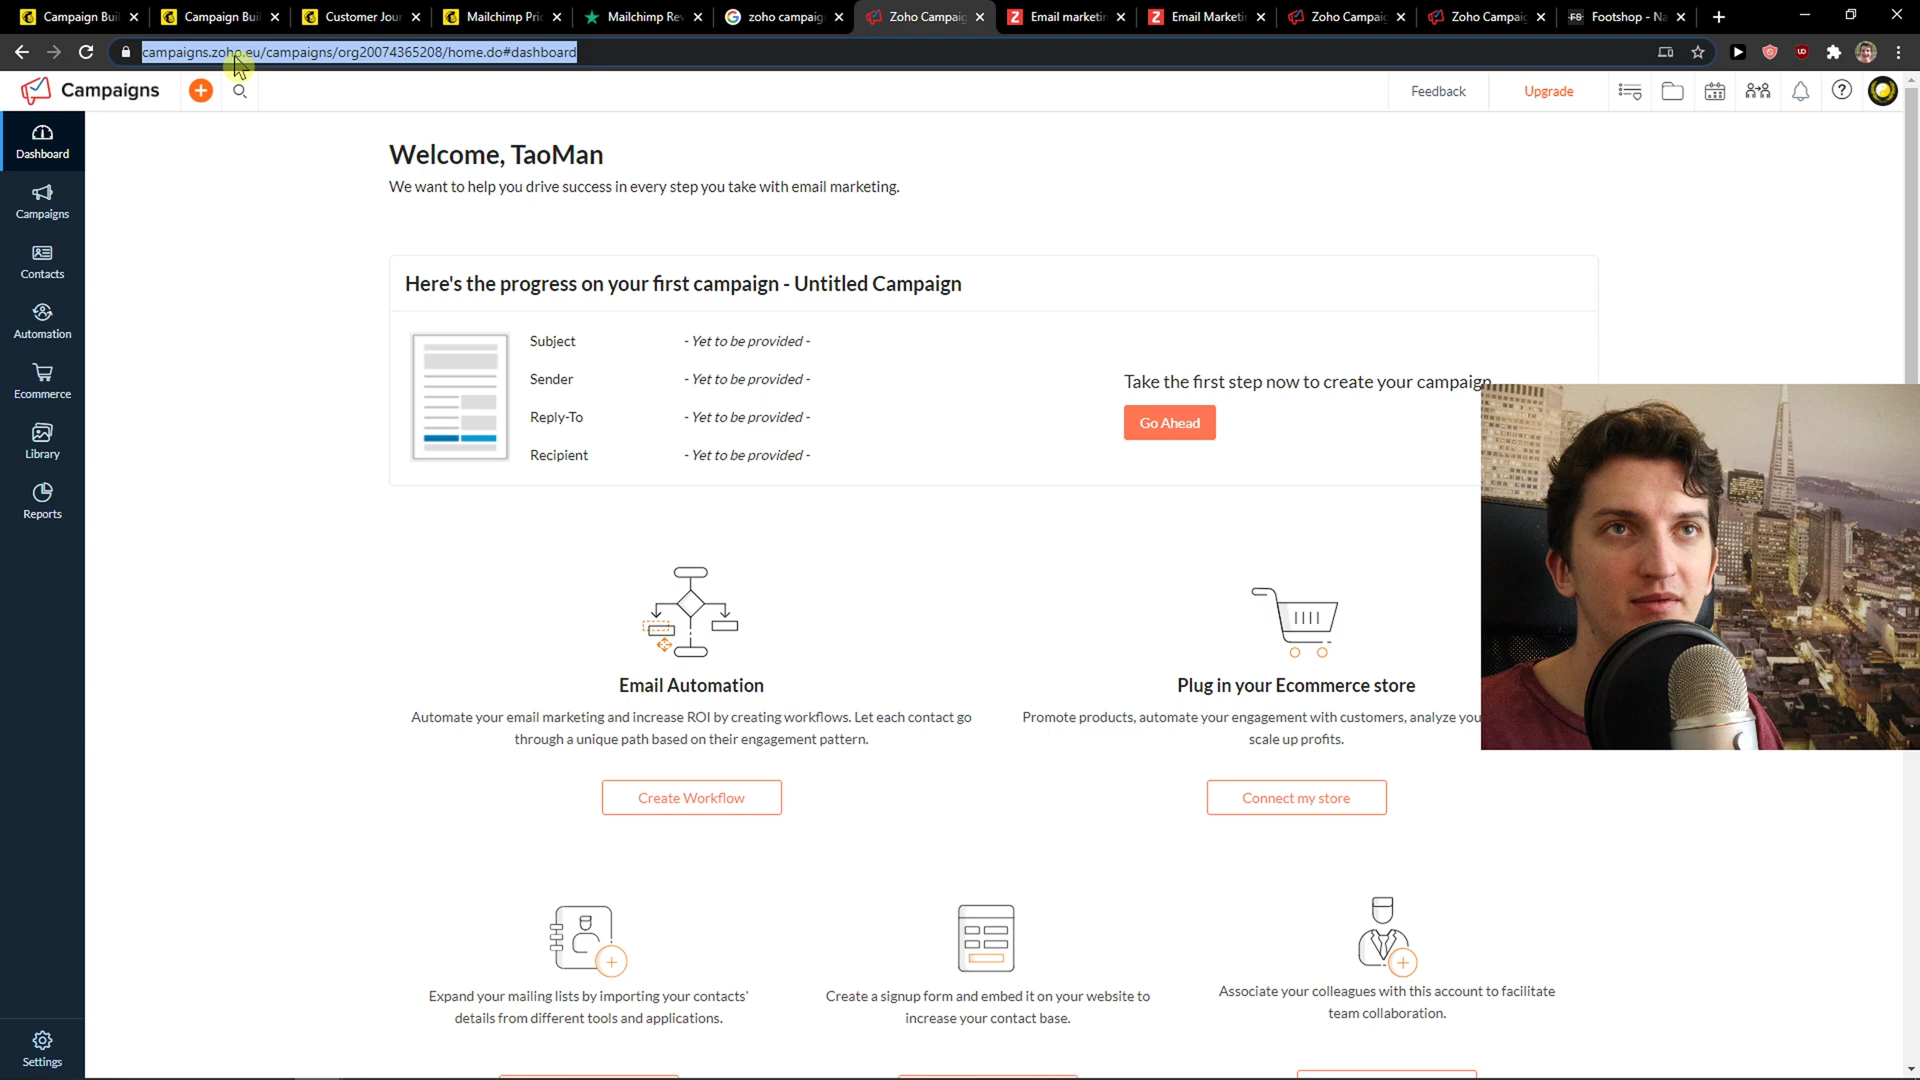 Campaign Buil
Campaign Buil
Customer Jour
Mailchimp Pric
Mailchimp Rev
zoho campaig
Zoho Campaig
Email marketin
Email Marketin
Zoho Campaig
Zoho Campaig
FS Footshop - Na
campaigns.zoho.eu/campaigns/org20074365208/home.do#dashboard
Campaigns
Feedback
Upgrade
Dashboard
Campaigns
Contacts
Automation
Ecommerce
Library
Reports
Settings
Welcome, TaoMan
We want to help you drive success in every step you take with email marketing.
Here's the progress on your first campaign - Untitled Campaign
Subject - Yet to be provided -
Sender - Yet to be provided -
Reply-To - Yet to be provided -
Recipient - Yet to be provided -
Take the first step now to create your campaign
Go Ahead
Email Automation
Automate your email marketing and increase ROI by creating workflows. Let each contact go
through a unique path based on their engagement pattern.
Create Workflow
Plug in your Ecommerce store
Promote products, automate your engagement with customers, analyze you
scale up profits.
Connect my store
Expand your mailing lists by importing your contacts'
details from different tools and applications.
Create a signup form and embed it on your website to
increase your contact base.
Associate your colleagues with this account to facilitate
team collaboration.